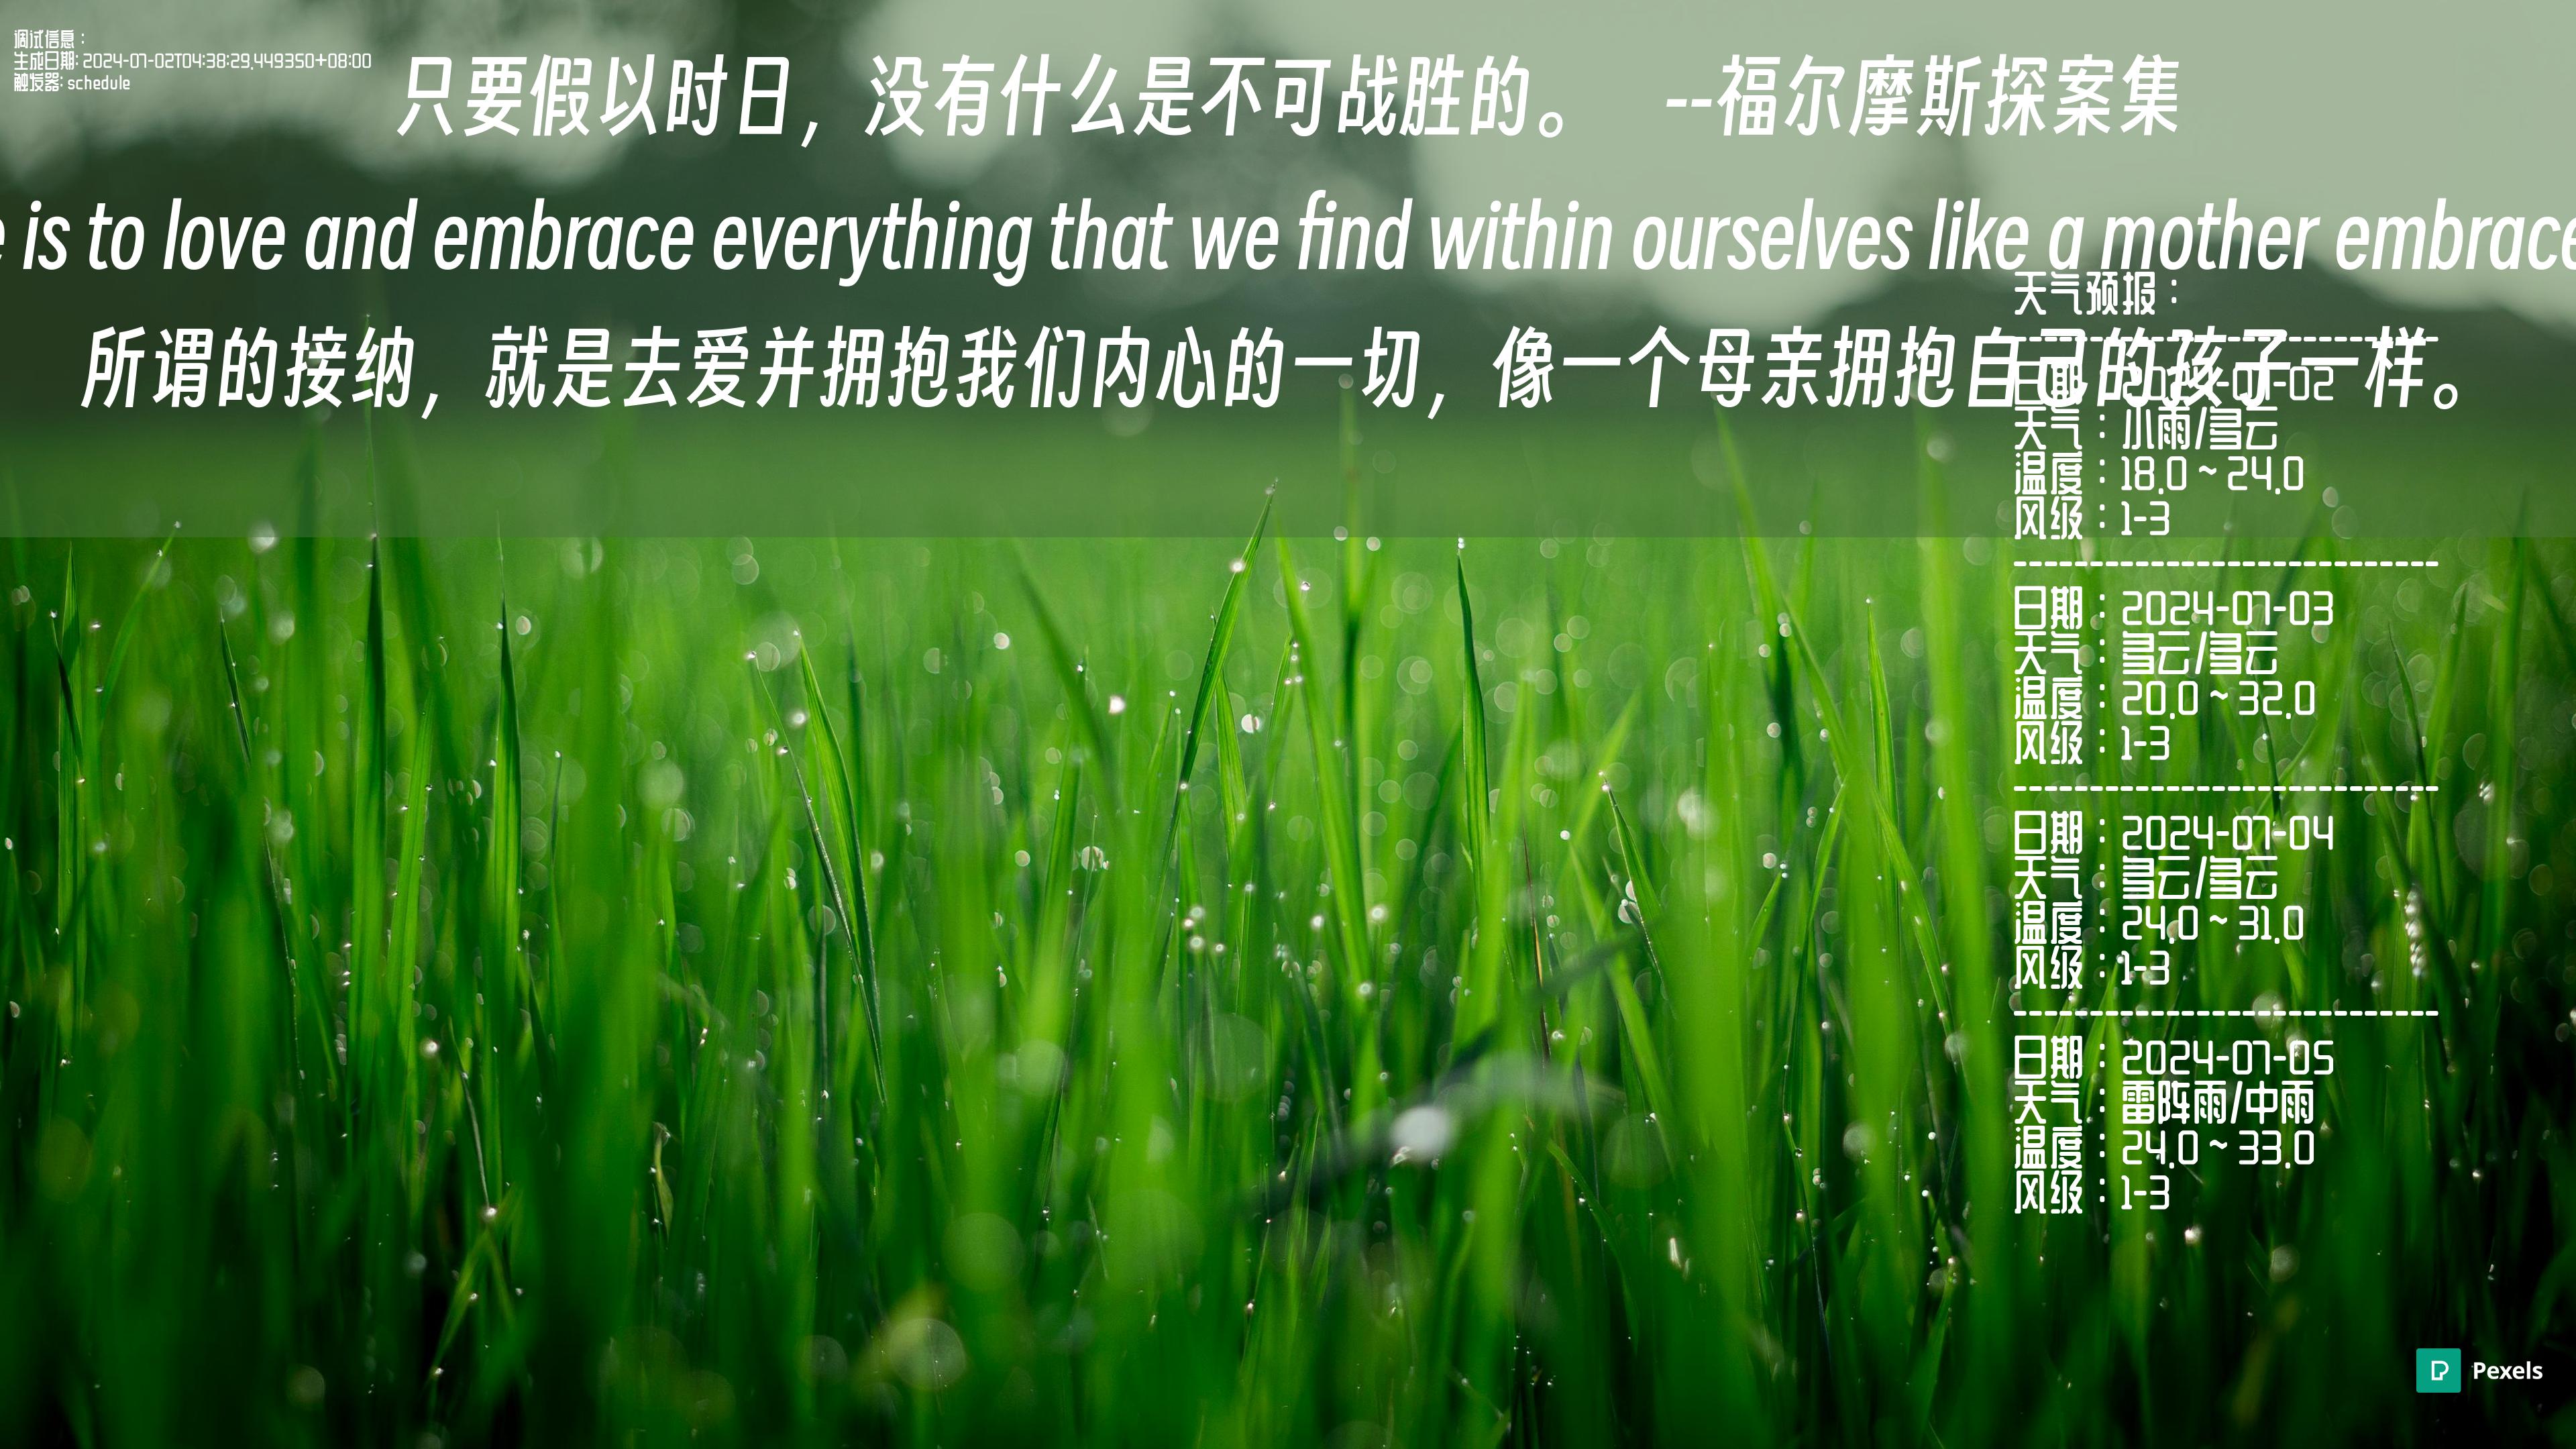 调试信息：
生成日期: 2024-07-02T04:38:29.449350+08:00
触发器: schedule
只要假以时日，没有什么是不可战胜的。 --福尔摩斯探案集
is to love and embrace everything that we find within ourselves like a mother embrace
所谓的接纳，就是去爱并拥抱我们内心的一切，像一个母亲拥抱自己的孩子一样。
天气预报：
----------------------------
日期：2024-07-02
天气：小雨/多云
温度：18.0 ~ 24.0
风级：1-3
----------------------------
日期：2024-07-03
天气：多云/多云
温度：20.0 ~ 32.0
风级：1-3
----------------------------
日期：2024-07-04
天气：多云/多云
温度：24.0 ~ 31.0
风级：1-3
----------------------------
日期：2024-07-05
天气：雷阵雨/中雨
温度：24.0 ~ 33.0
风级：1-3
Pexels